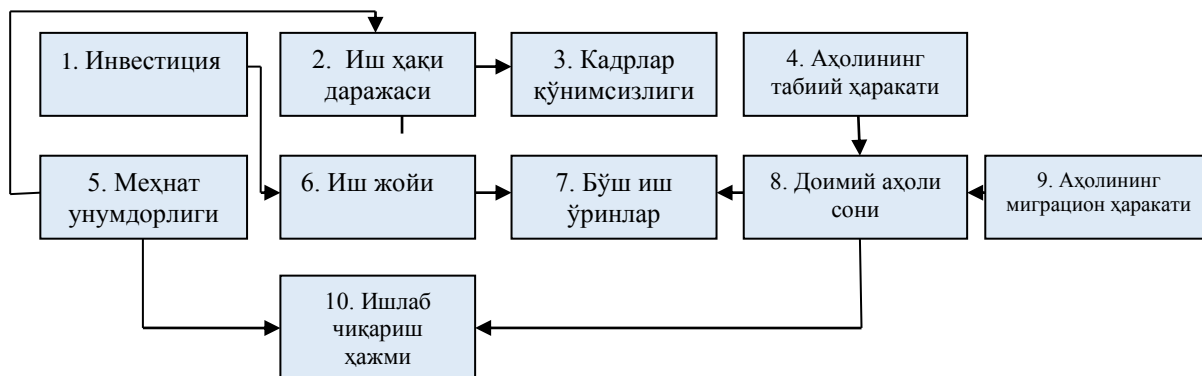 1. Инвестиция
2. Иш ҳақи
даражаси
3. Кадрлар
қўнимсизлиги
4. Аҳолининг
табиий ҳаракати
5. Меҳнат
унумдорлиги
6. Иш жойи
7. Бўш иш
ўринлар
8. Доимий аҳоли
сони
9. Аҳолининг
миграцион ҳаракати
10. Ишлаб
чиқариш
ҳажми